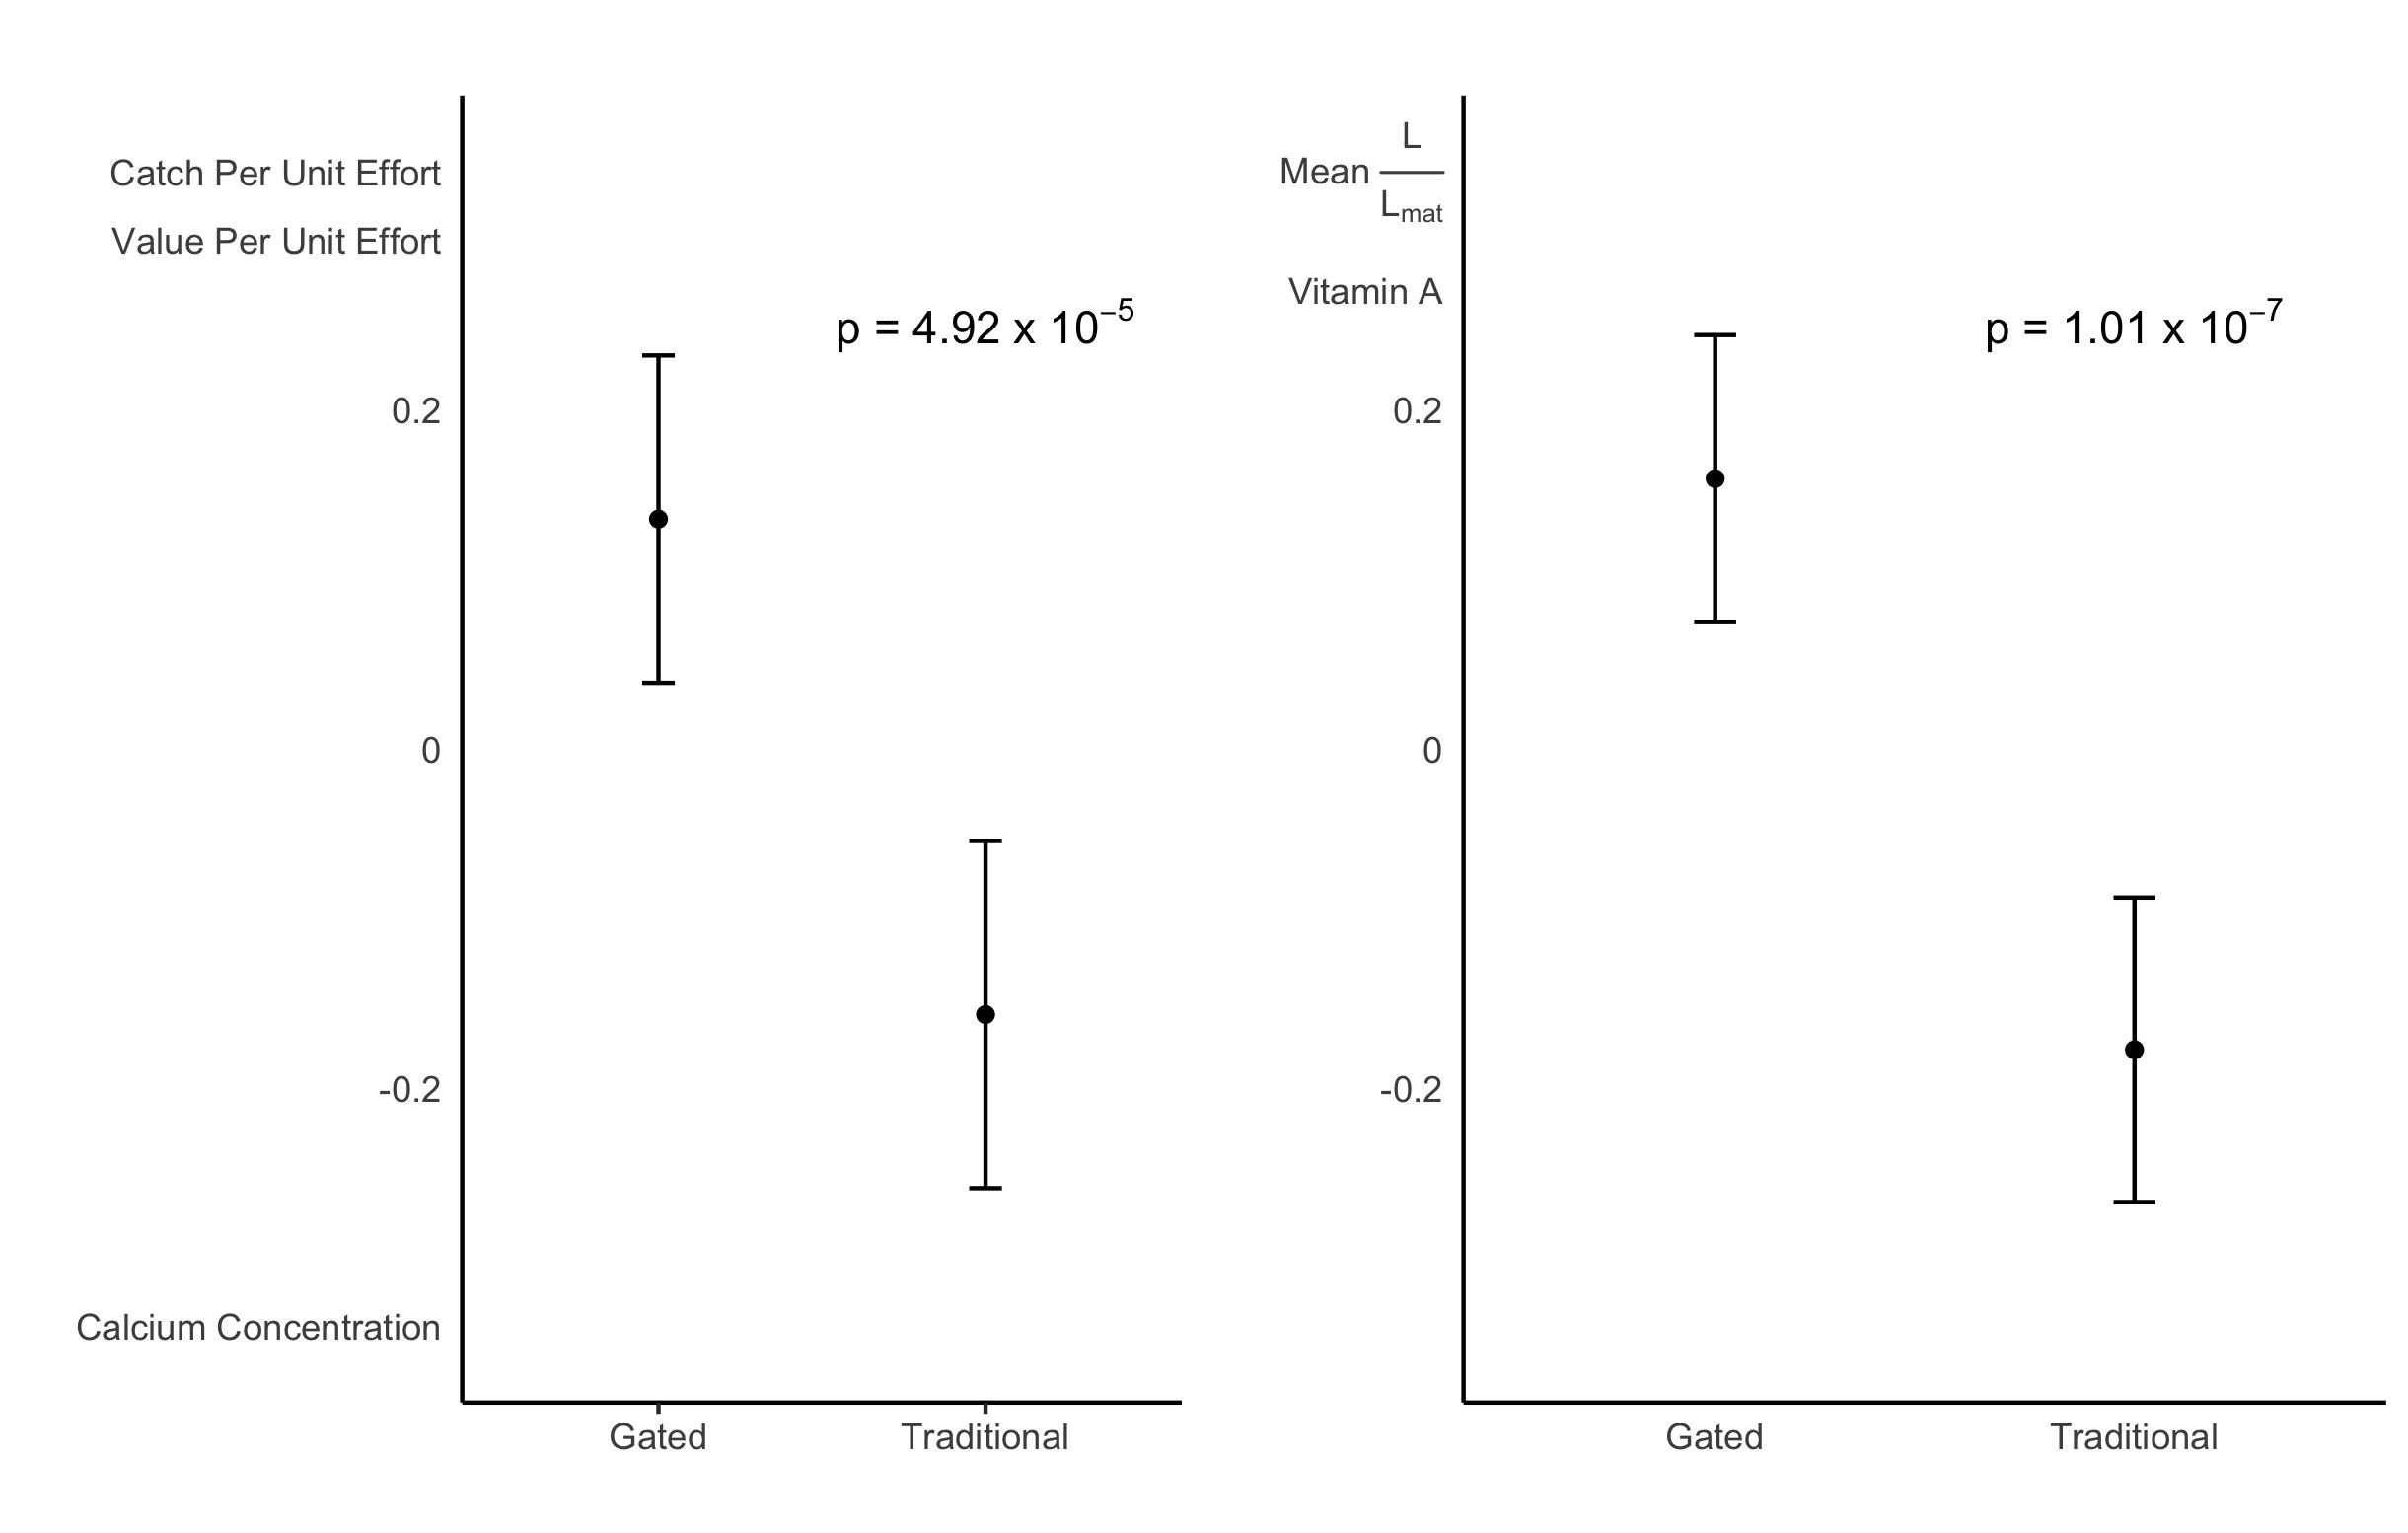 Catch Per Unit Effort
Value Per Unit Effort
p = 4.92 x 10⁻⁵
0.2
0
-0.2
Calcium Concentration
Gated
Traditional
Mean L
Lmat
Vitamin A
p = 1.01 x 10⁻⁷
0.2
0
-0.2
Gated
Traditional